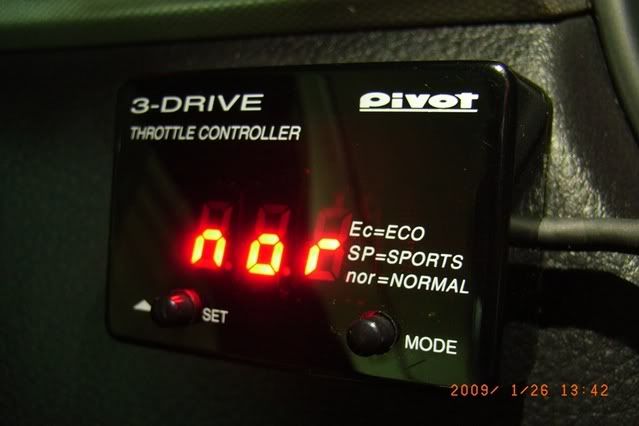 3-DRIVE
pivot
THROTTLE CONTROLLER
nor
Ec=ECO
SP=SPORTS
nor=NORMAL
SET
MODE
2009/ 1/26 13:42